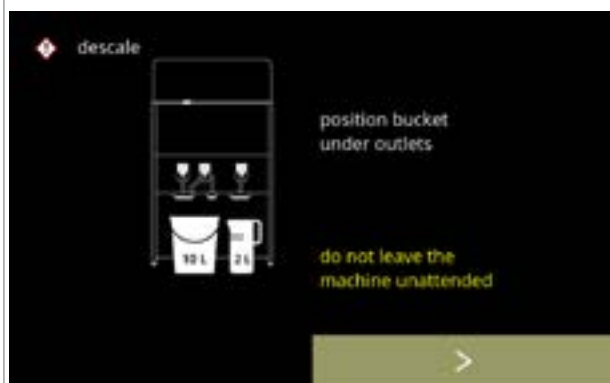 descale
position bucket
under outlets
10 L
2 L
do not leave the
machine unattended
>